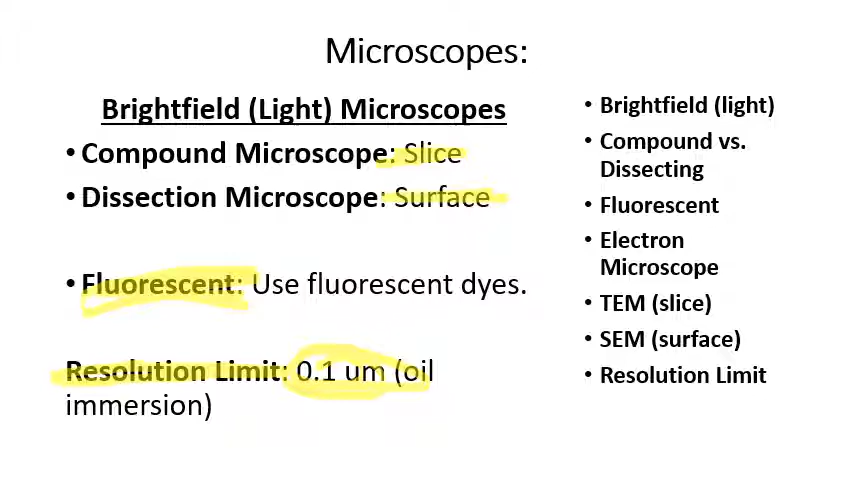 Microscopes:
Brightfield (Light) Microscopes
• Compound Microscope: Slice
• Dissection Microscope: Surface
• Fluorescent: Use fluorescent dyes.
Resolution Limit: 0.1 um (oil
immersion)
• Brightfield (light)
• Compound vs.
Dissecting
• Fluorescent
• Electron
Microscope
• TEM (slice)
• SEM (surface)
• Resolution Limit